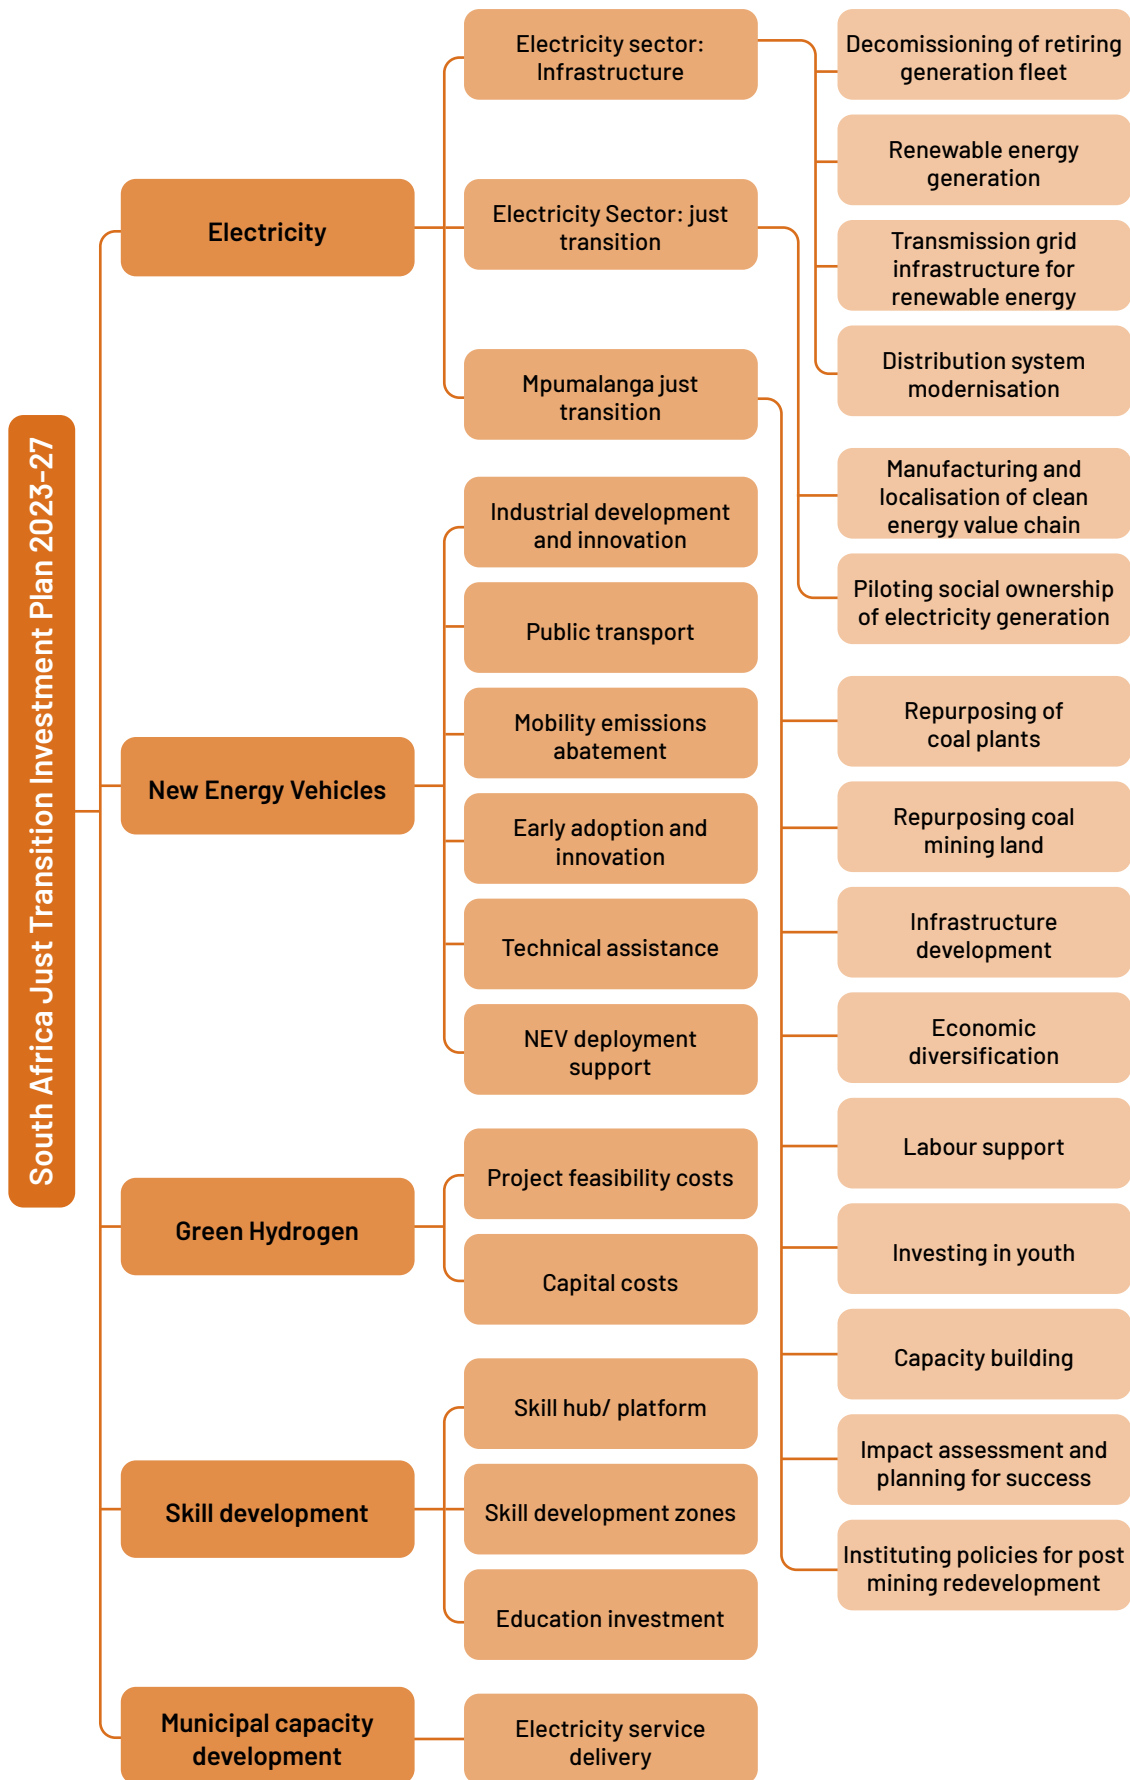 South Africa Just Transition Investment Plan 2023-27
Electricity
New Energy Vehicles
Green Hydrogen
Skill development
Municipal capacity
development
Electricity sector:
Infrastructure
Electricity Sector: just
transition
Mpumalanga just
transition
Industrial development
and innovation
Public transport
Mobility emissions
abatement
Early adoption and
innovation
Technical assistance
NEV deployment
support
Project feasibility costs
Capital costs
Skill hub/ platform
Skill development zones
Education investment
Electricity service
delivery
Decomissioning of retiring
generation fleet
Renewable energy
generation
Transmission grid
infrastructure for
renewable energy
Distribution system
modernisation
Manufacturing and
localisation of clean
energy value chain
Piloting social ownership
of electricity generation
Repurposing of
coal plants
Repurposing coal
mining land
Infrastructure
development
Economic
diversification
Labour support
Investing in youth
Capacity building
Impact assessment and
planning for success
Instituting policies for post
mining redevelopment